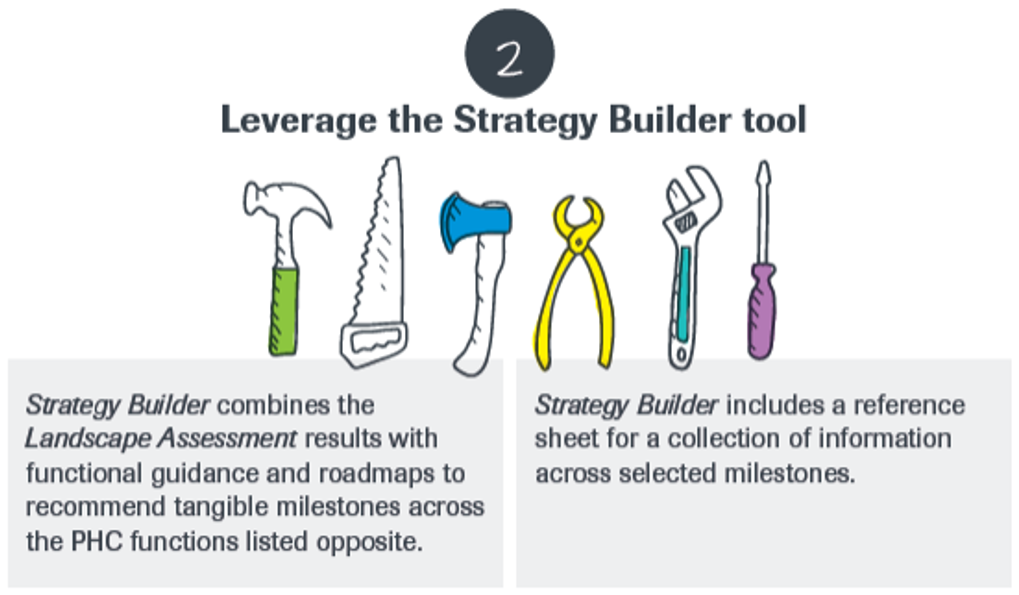 2
Leverage the Strategy Builder tool
Strategy Builder combines the
Landscape Assessment results with
functional guidance and roadmaps to
recommend tangible milestones across
the PHC functions listed opposite.
Strategy Builder includes a reference
sheet for a collection of information
across selected milestones.